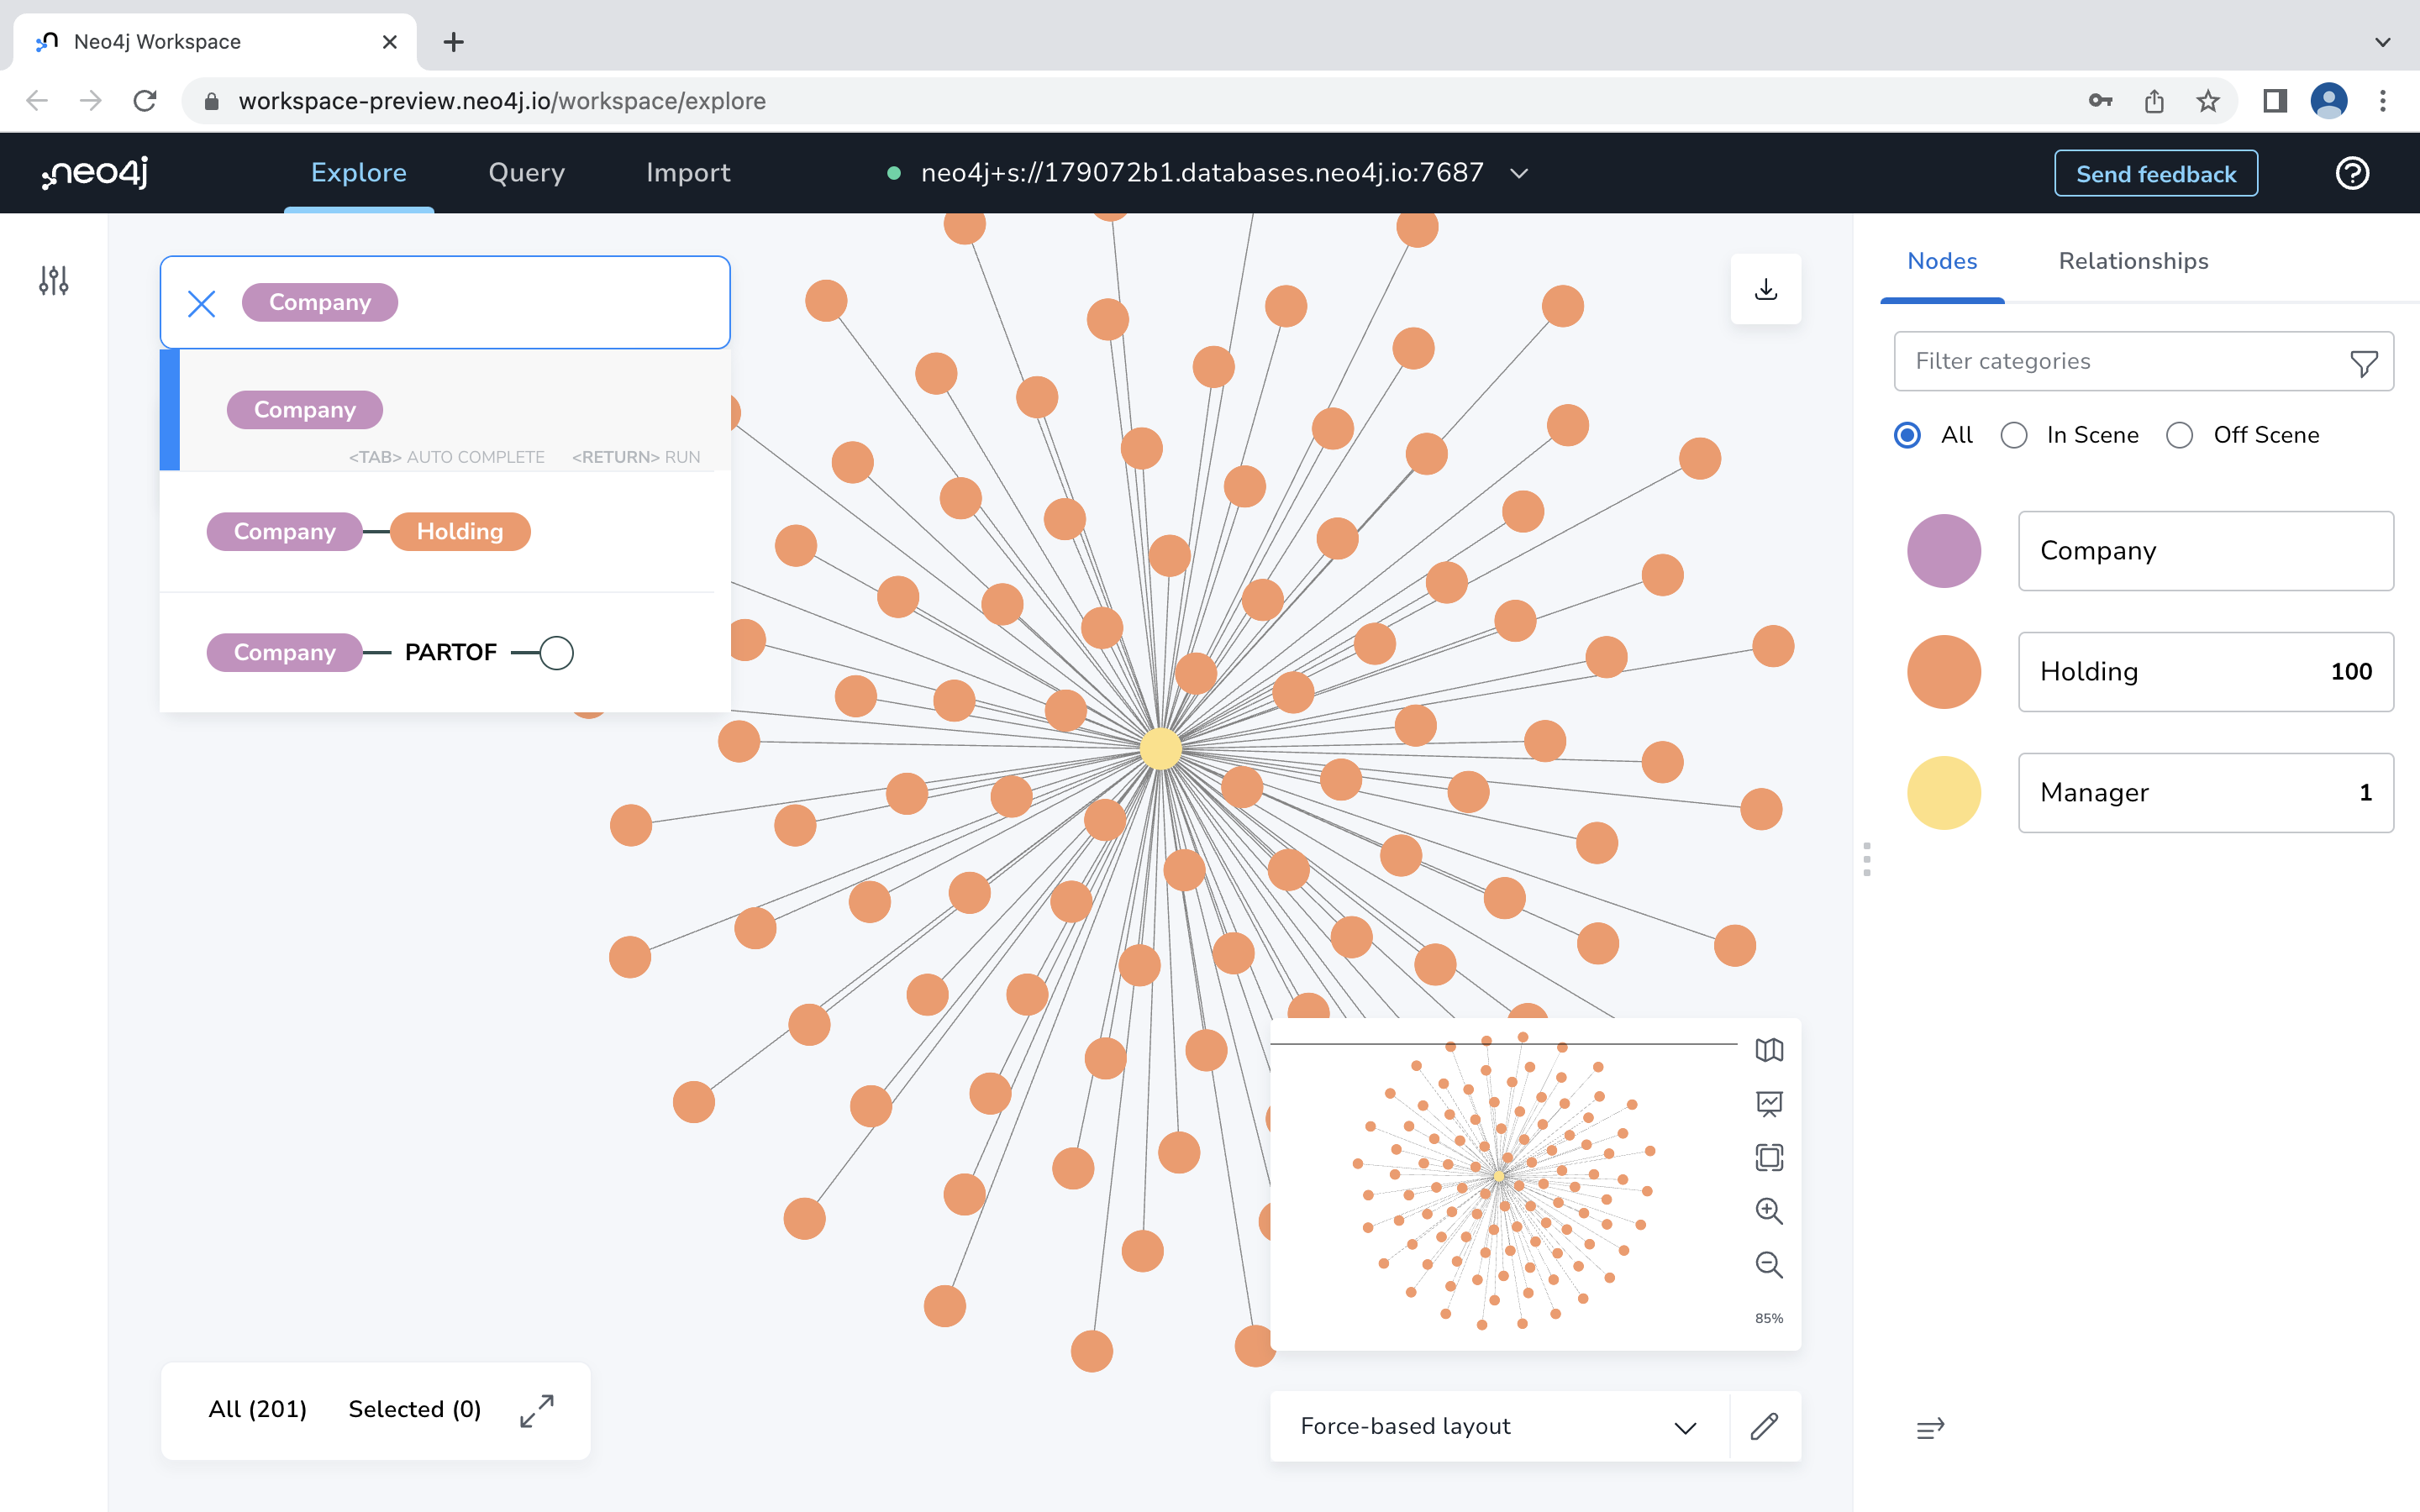 Neo4j Workspace
workspace-preview.neo4j.io/workspace/explore
neo4j
Explore
Query
Import
neo4j+s://179072b1.databases.neo4j.io:7687
Send feedback
Company
Company
<TAB> AUTO COMPLETE <RETURN> RUN
Company Holding
Company PARTOF
Nodes
Relationships
Filter categories
All
In Scene
Off Scene
Company
Holding 100
Manager 1
85%
All (201)
Selected (0)
Force-based layout